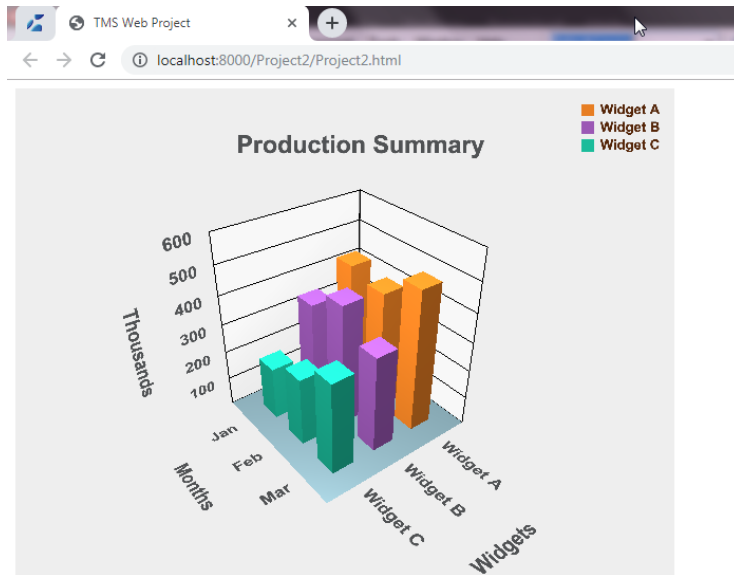 TMS Web Project
localhost:8000/Project2/Project2.html
Widget A
Widget B
Widget C
Production Summary
600
500
400
300
200
100
Thousands
Jan
Feb
Mar
Months
Widget A
Widget B
Widget C
Widgets